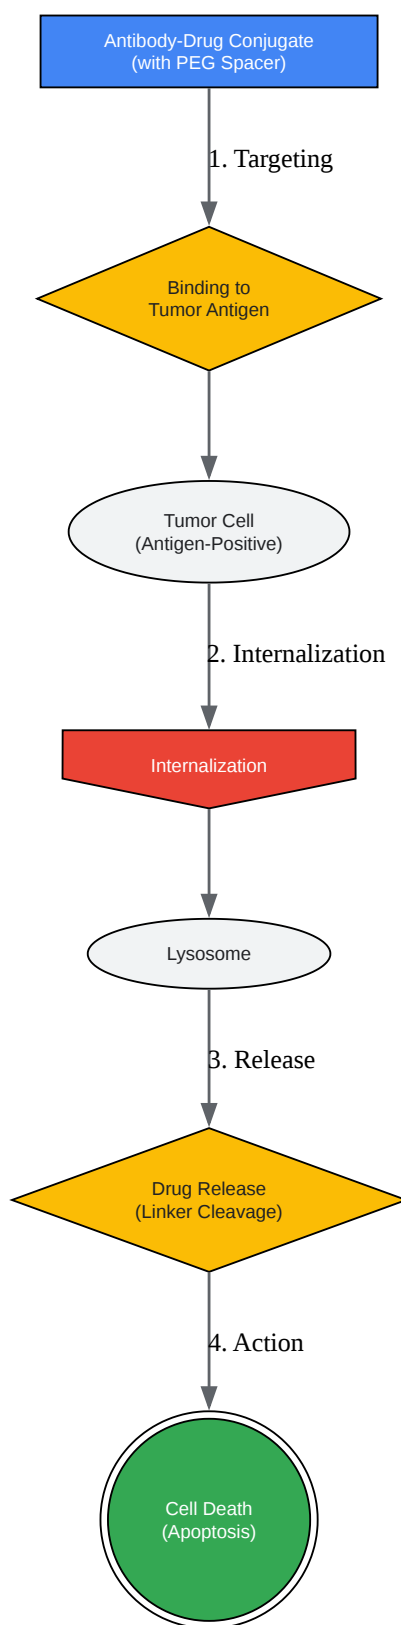 Antibody-Drug Conjugate
(with PEG Spacer)
1. Targeting
Binding to
Tumor Antigen
Tumor Cell
(Antigen-Positive)
2. Internalization
Internalization
Lysosome
3. Release
Drug Release
(Linker Cleavage)
4. Action
Cell Death
(Apoptosis)